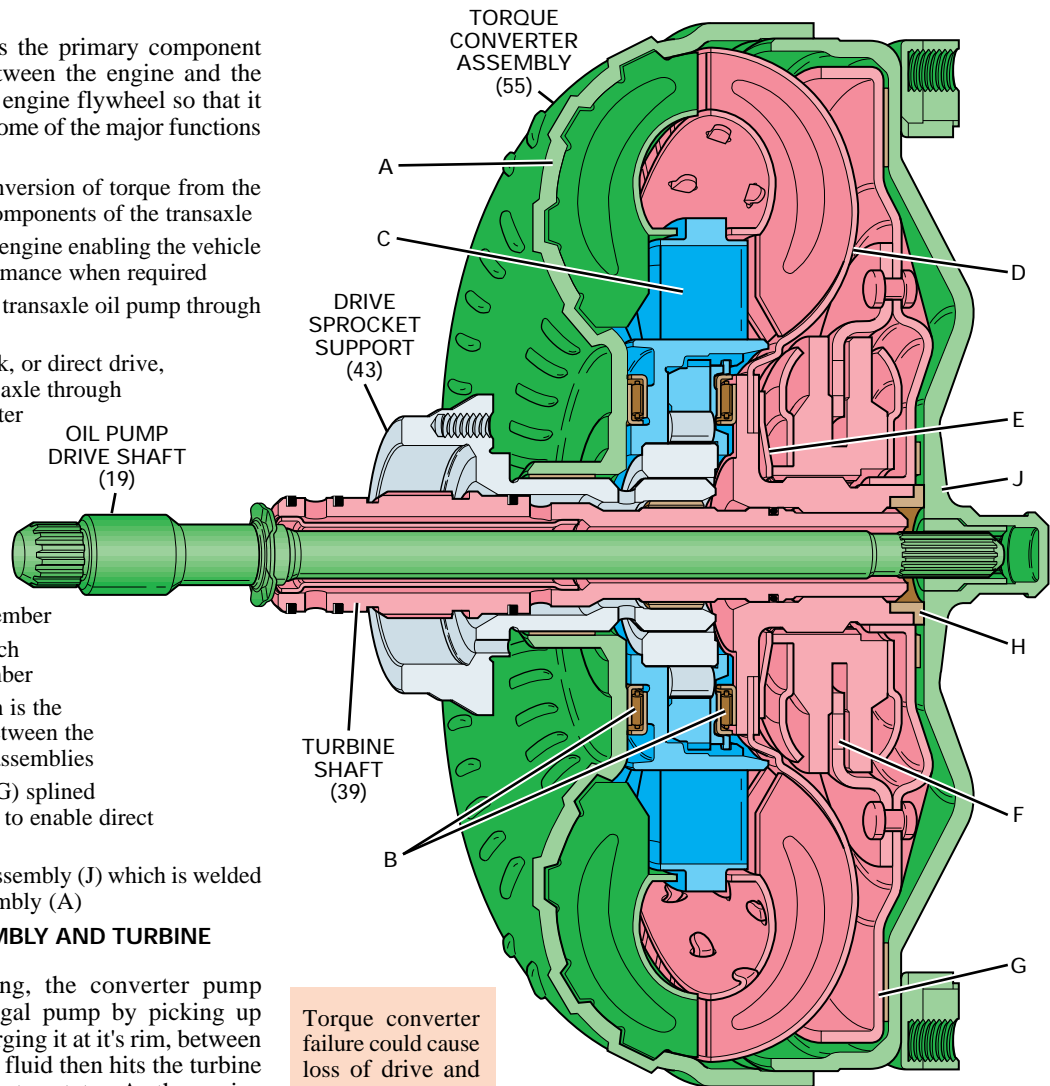 s the primary component
tween the engine and the
engine flywheel so that it
ome of the major functions
nversion of torque from the
omponents of the transaxle
engine enabling the vehicle
rmance when required
transaxle oil pump through
k, or direct drive,
axle through
ter
ember
ch
nber
n is the
etween the
assemblies
G) splined
to enable direct
ssembly (J) which is welded
mbly (A)
MBLY AND TURBINE
ng, the converter pump
gal pump by picking up
rging it at it's rim, between
fluid then hits the turbine
TORQUE
CONVERTER
ASSEMBLY
(55)
A
C
DRIVE
SPROCKET
SUPPORT
(43)
OIL PUMP
DRIVE SHAFT
(19)
TURBINE
SHAFT
(39)
B
D
E
J
H
F
G
Torque converter
failure could cause
loss of drive and